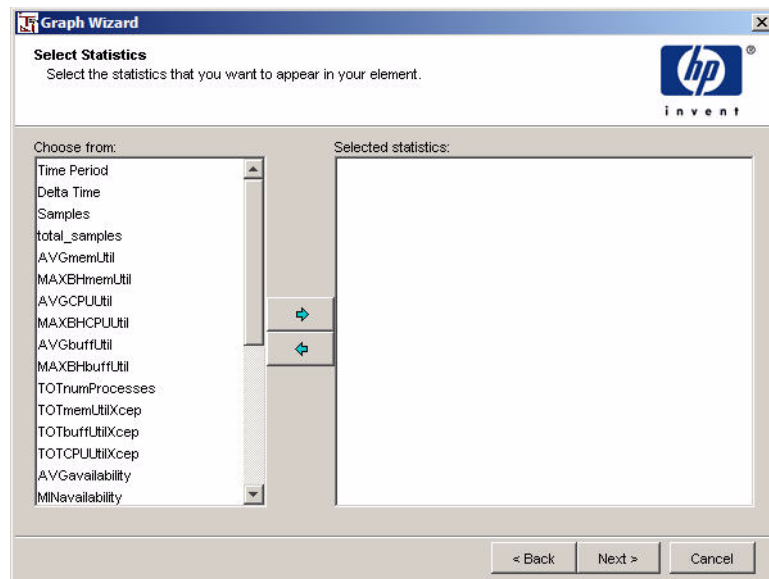 Graph Wizard
Select Statistics
Select the statistics that you want to appear in your element.
hp
®
invent
Choose from:
Selected statistics:
Time Period
Delta Time
Samples
total_samples
AVGmemUtil
MAXBHmemUtil
AVGCPUUtil
MAXBHCPUUtil
AVGbuffUtil
MAXBHbuffUtil
TOTnumProcesses
TOTmemUtilXcep
TOTbuffUtilXcep
TOTCPUUtilXcep
AVGavailability
MINavailability
< Back
Next >
Cancel